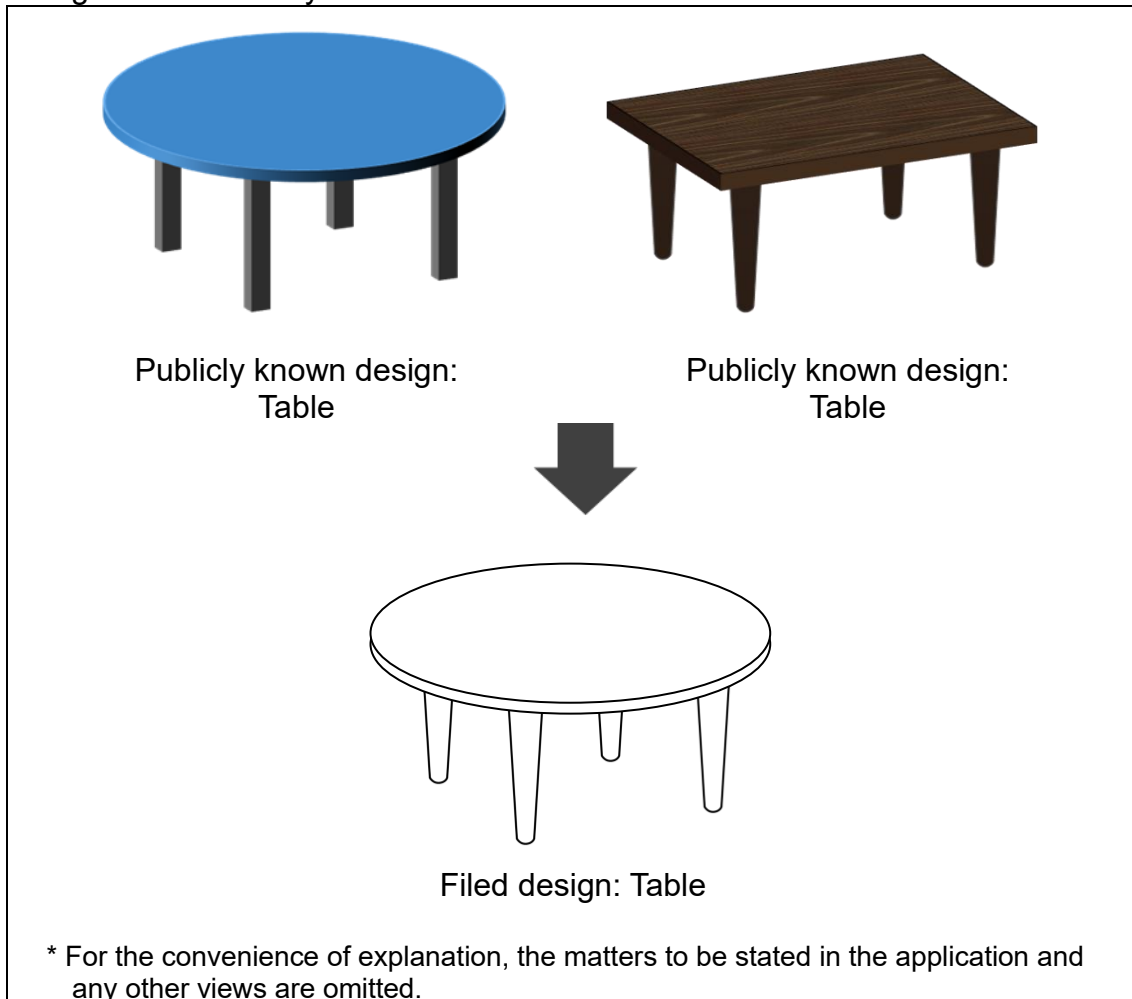 Publicly known design:
Table
Publicly known design:
Table
Filed design: Table
* For the convenience of explanation, the matters to be stated in the application and
any other views are omitted.